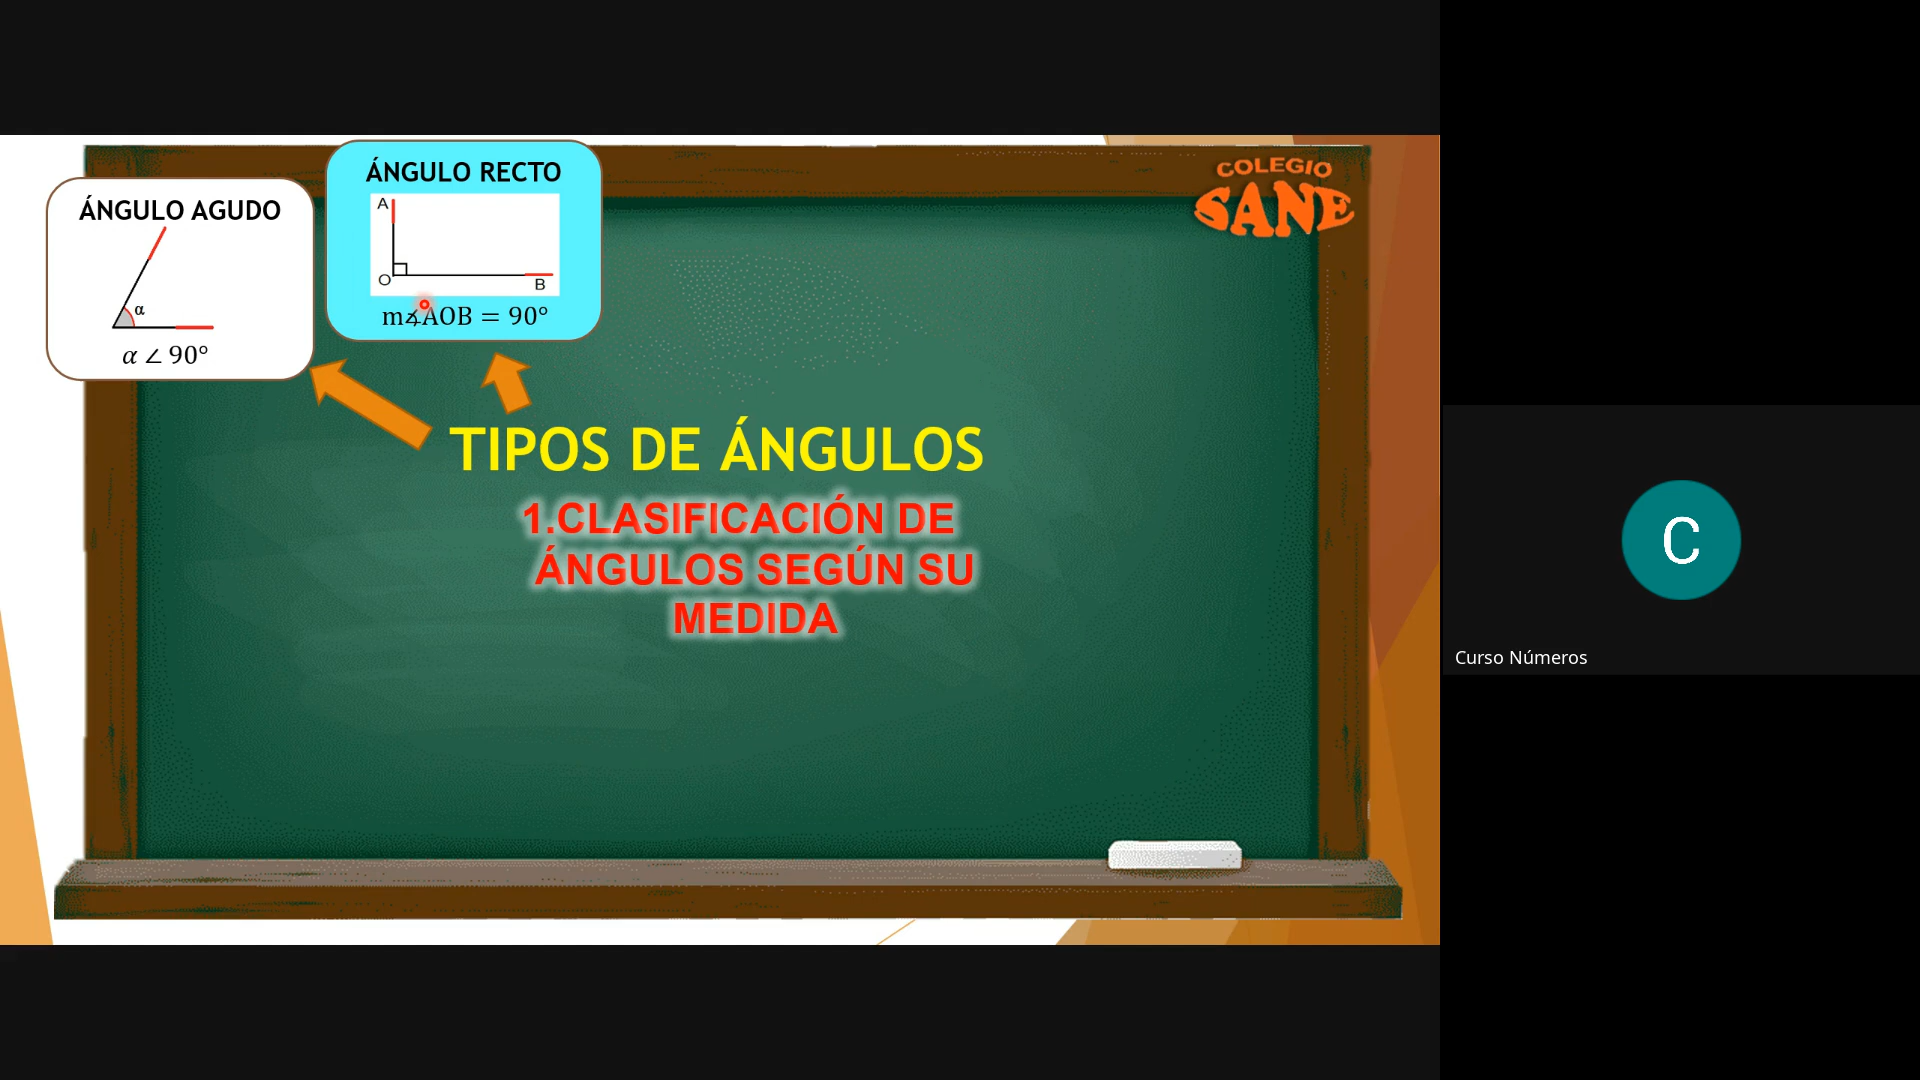 ÁNGULO AGUDO
α
α ∠ 90°
ÁNGULO RECTO
A
O
B
m∡AOB = 90°
COLEGIO
SANE
TIPOS DE ÁNGULOS
1.CLASIFICACIÓN DE
ÁNGULOS SEGÚN SU
MEDIDA
C
Curso Números